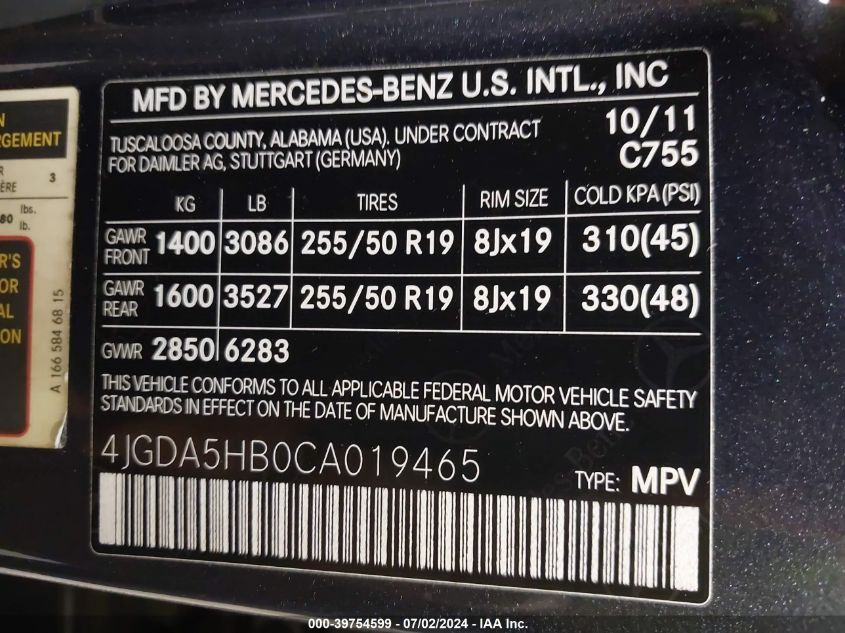 MFD BY MERCEDES-BENZ U.S. INTL., INC
TUSCALOOSA COUNTY, ALABAMA (USA). UNDER CONTRACT
FOR DAIMLER AG, STUTTGART (GERMANY)
10/11
C755
KG LB TIRES RIM SIZE COLD KPA (PSI)
GAWR FRONT 1400 3086 255/50 R19 8Jx19 310(45)
GAWR REAR 1600 3527 255/50 R19 8Jx19 330(48)
GVWR 2850 6283
THIS VEHICLE CONFORMS TO ALL APPLICABLE FEDERAL MOTOR VEHICLE SAFETY
STANDARDS IN EFFECT ON THE DATE OF MANUFACTURE SHOWN ABOVE.
4JGDA5HB0CA019465
TYPE: MPV
3
80 lbs.
lb.
A 166 584 68 15
000-39754599 - 07/02/2024 - IAA Inc.